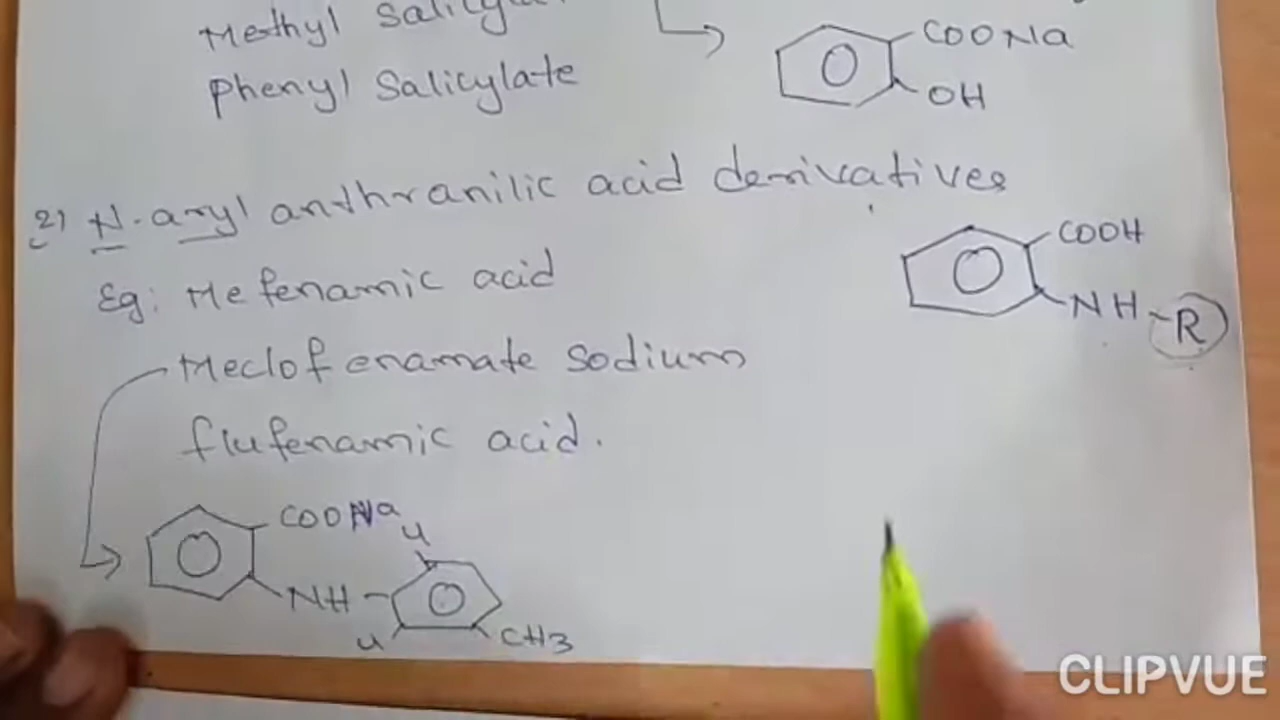 Methyl
COONa
Phenyl Salicylate
OH
2) N-aryl anthranilic acid derivatives
COOH
Eg: Mefenamic acid
NH-R
Meclofenamate sodium
flufenamic acid.
COONa
Cl
NH
Cl
CH3
CLIPVUE